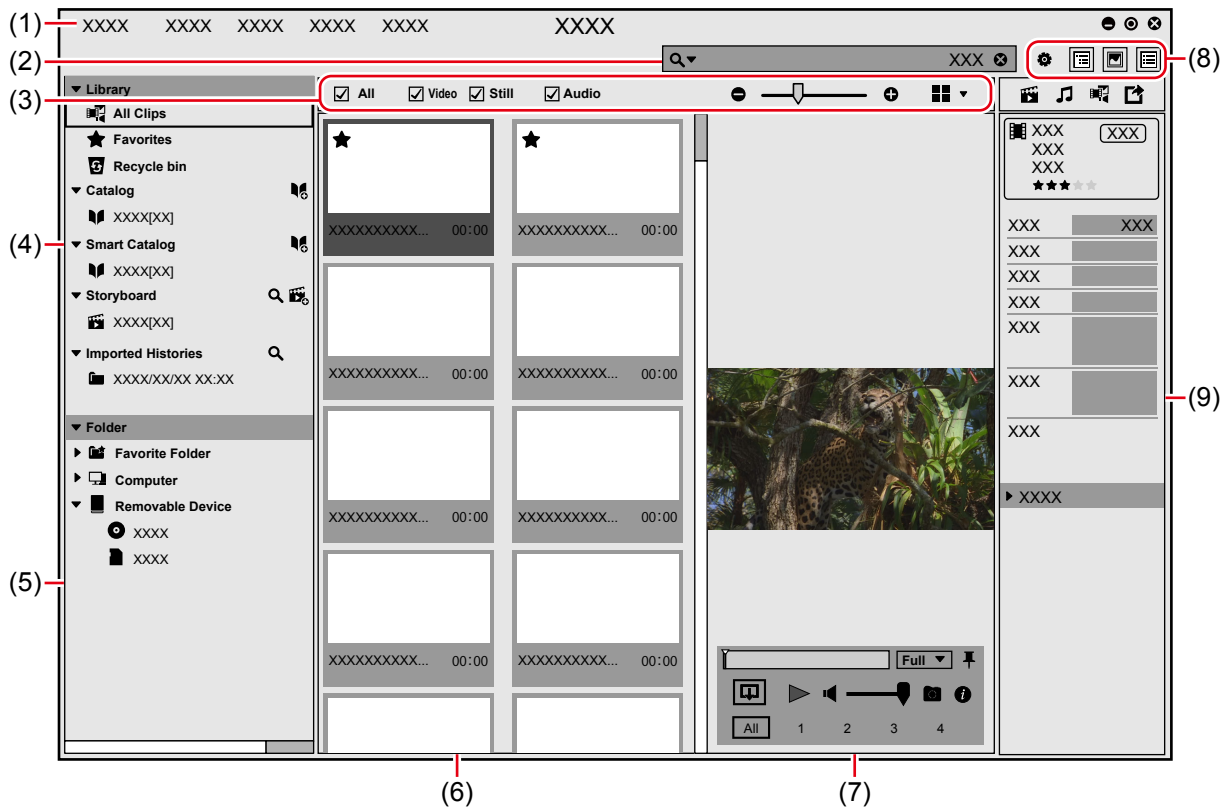 (1)
XXXX XXXX XXXX XXXX XXXX XXXX
(2)
XXX
(8)
(3)
All Video Still Audio
Library
All Clips
Favorites
Recycle bin
Catalog
XXXX[XX]
(4)
Smart Catalog
XXXX[XX]
Storyboard
XXXX[XX]
Imported Histories
XXXX/XX/XX XX:XX
Folder
Favorite Folder
Computer
Removable Device
XXXX
XXXX
(5)
XXXXXXXXXX... 00:00 XXXXXXXXXX... 00:00
XXXXXXXXXX... 00:00 XXXXXXXXXX... 00:00
XXXXXXXXXX... 00:00 XXXXXXXXXX... 00:00
XXXXXXXXXX... 00:00 XXXXXXXXXX... 00:00
(6)
Full
All 1 2 3 4
(7)
XXX XXX
XXX
XXX
XXX XXX
XXX
XXX
XXX
XXX
XXX
XXX
(9)
XXXX